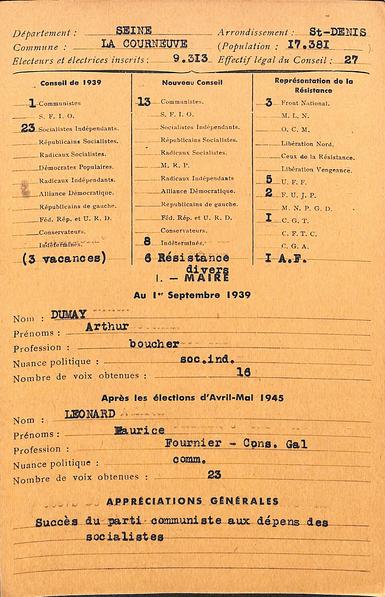 Département : SEINE Arrondissement : St-DENIS
Commune : LA COURNEUVE (Population : 17.381
Electeurs et électrices inscrits : 9.313 Effectif légal du Conseil : 27
Conseil de 1939
1 Communistes
S. F. I. O.
23 Socialistes Indépendants.
Républicains Socialistes.
Radicaux Socialistes.
Démocrates Populaires.
Radicaux Indépendants.
Alliance Démocratique.
Républicains de gauche.
Féd. Rép. et U. R. D.
Conservateurs.
Indéterminés.
(3 vacances)
Nouveau Conseil
13 Communistes.
S. F. I. O.
Socialistes Indépendants.
Républicains Socialistes.
Radicaux Socialistes.
M. R. P.
Radicaux Indépendants
Alliance Démocratique.
Républicains de gauche.
Féd. Rép. et U. R. D.
Conservateurs.
8 Indéterminés.
6 Résistance
divers
Représentation de la
Résistance
3 Front National.
M. L. N.
O. C. M.
Libération Nord.
Ceux de la Résistance.
Libération Vengeance.
5 U. F. F.
2 F. U. J. P.
M. N. P. G. D.
I C. G. T.
C. F. T. C.
C. G. A.
I A.F.
I. — MAIRE
Au 1er Septembre 1939
Nom : DUMAY
Prénoms : Arthur
Profession : boucher
Nuance politique : soc.ind.
Nombre de voix obtenues : 16
Après les élections d'Avril-Mai 1945
Nom : LEONARD
Prénoms : Maurice
Profession : Fournier - Cons. Gal
Nuance politique : comm.
Nombre de voix obtenues : 23
APPRÉCIATIONS GÉNÉRALES
Succès du parti communiste aux dépens des
socialistes